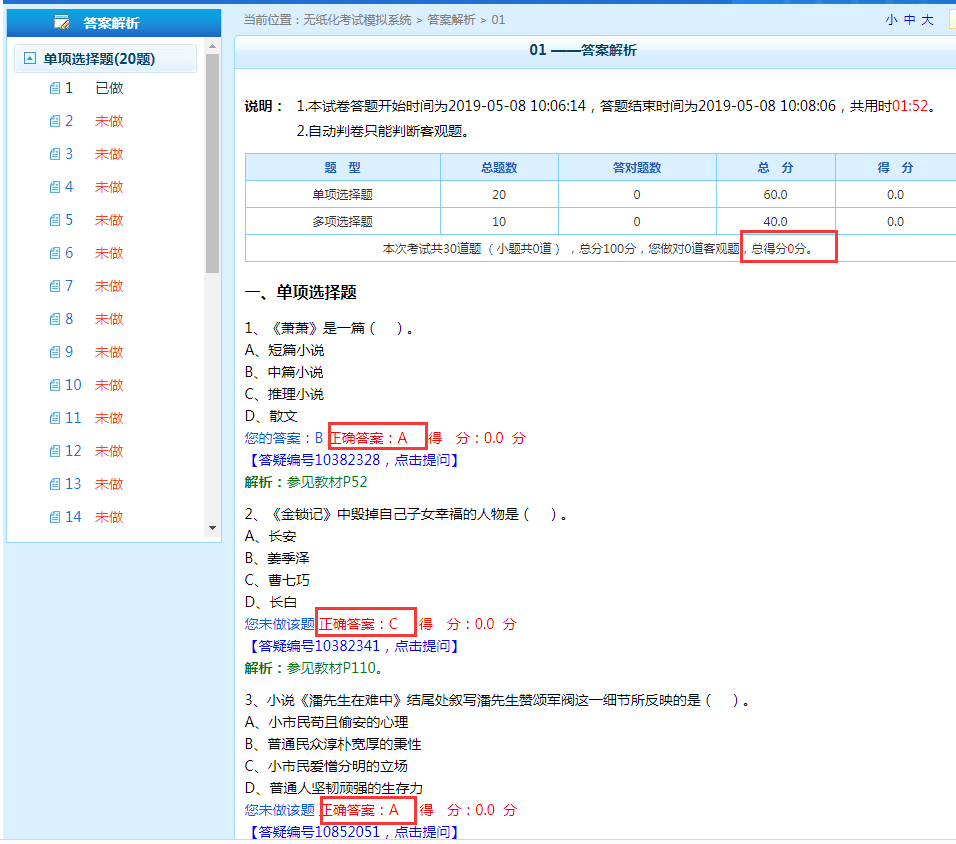 答案解析
当前位置：无纸化考试模拟系统 > 答案解析 > 01
小 中 大
单项选择题(20题)
1 已做
2 未做
3 未做
4 未做
5 未做
6 未做
7 未做
8 未做
9 未做
10 未做
11 未做
12 未做
13 未做
14 未做
01 ——答案解析
说明： 1.本试卷答题开始时间为2019-05-08 10:06:14，答题结束时间为2019-05-08 10:08:06，共用时01:52。
2.自动判卷只能判断客观题。
题 型 总题数 答对题数 总 分 得 分
单项选择题 20 0 60.0 0.0
多项选择题 10 0 40.0 0.0
本次考试共30道题 （小题共0道），总分100分，您做对0道客观题，总得分0分。
一、单项选择题
1、《萧萧》是一篇（ ）。
A、短篇小说
B、中篇小说
C、推理小说
D、散文
您的答案：B 正确答案：A 得 分：0.0 分
【答疑编号10382328，点击提问】
解析：参见教材P52
2、《金锁记》中毁掉自己子女幸福的人物是（ ）。
A、长安
B、姜季泽
C、曹七巧
D、长白
您未做该题 正确答案：C 得 分：0.0 分
【答疑编号10382341，点击提问】
解析：参见教材P110。
3、小说《潘先生在难中》结尾处叙写潘先生赞颂军阀这一细节所反映的是（ ）。
A、小市民苟且偷安的心理
B、普通民众淳朴宽厚的秉性
C、小市民爱憎分明的立场
D、普通人坚韧顽强的生存力
您未做该题 正确答案：A 得 分：0.0 分
【答疑编号10852051，点击提问】